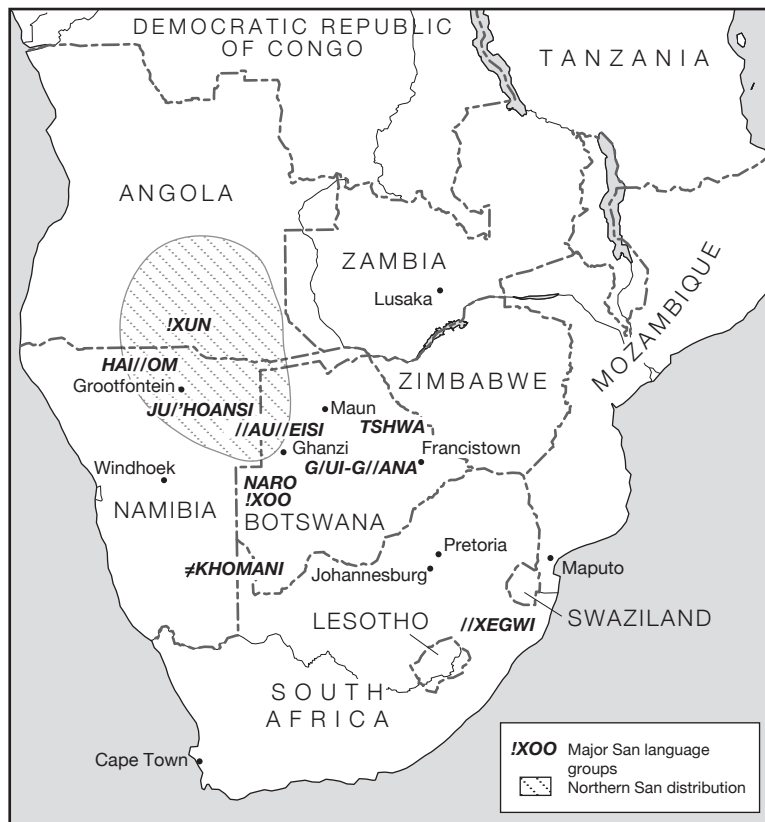 DEMOCRATIC REPUBLIC
OF CONGO
TANZANIA
ANGOLA
ZAMBIA
Lusaka
MOZAMBIQUE
!XUN
HAI//OM
Grootfontein
ZIMBABWE
JU/'HOANSI
Maun
//AU//EISI
TSHWA
Ghanzi
Francistown
G/UI-G//ANA
Windhoek
NARO
!XOO
NAMIBIA
BOTSWANA
≠KHOMANI
Pretoria
Johannesburg
Maputo
LESOTHO
//XEGWI
SWAZILAND
SOUTH
AFRICA
Cape Town
!XOO Major San language
groups
Northern San distribution